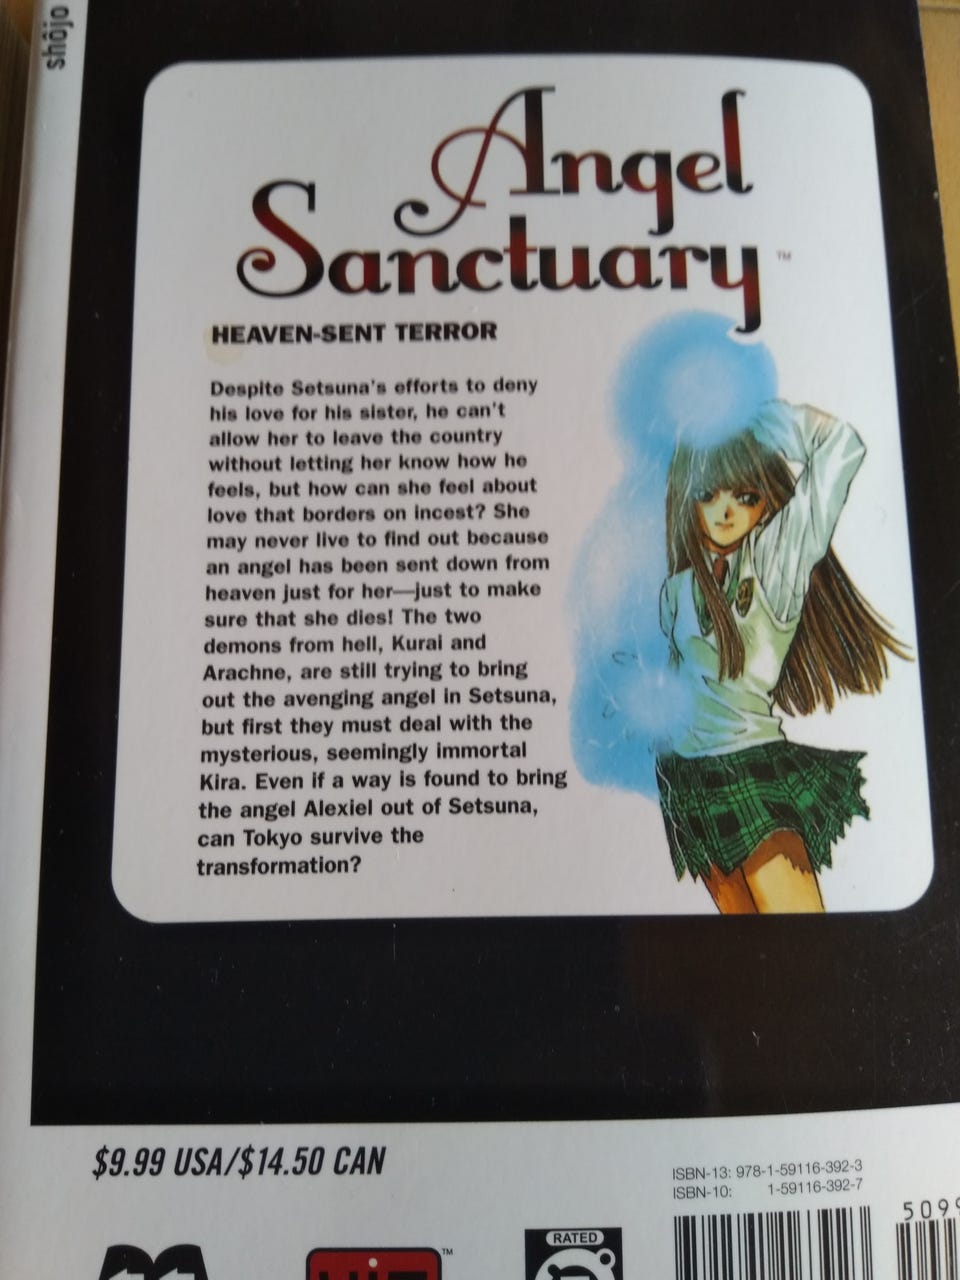 shôjo
Angel
Sanctuary™
HEAVEN-SENT TERROR
Despite Setsuna's efforts to deny
his love for his sister, he can't
allow her to leave the country
without letting her know how he
feels, but how can she feel about
love that borders on incest? She
may never live to find out because
an angel has been sent down from
heaven just for her—just to make
sure that she dies! The two
demons from hell, Kurai and
Arachne, are still trying to bring
out the avenging angel in Setsuna,
but first they must deal with the
mysterious, seemingly immortal
Kira. Even if a way is found to bring
the angel Alexiel out of Setsuna,
can Tokyo survive the
transformation?
$9.99 USA/$14.50 CAN
ISBN-13: 978-1-59116-392-3
ISBN-10: 1-59116-392-7
5099
RATED
TM